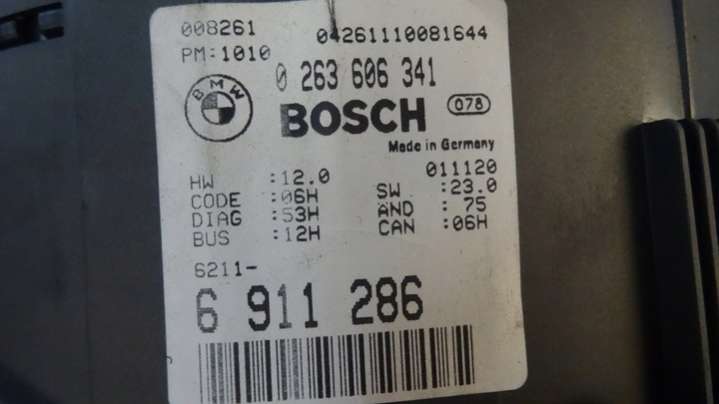 008261 04261110081644
PM:1010
0 263 606 341
BMW
BOSCH 078
Made in Germany
011120
HW :12.0 SW :23.0
CODE :06H AND : 75
DIAG :53H CAN :06H
BUS :12H
6211-
6 911 286